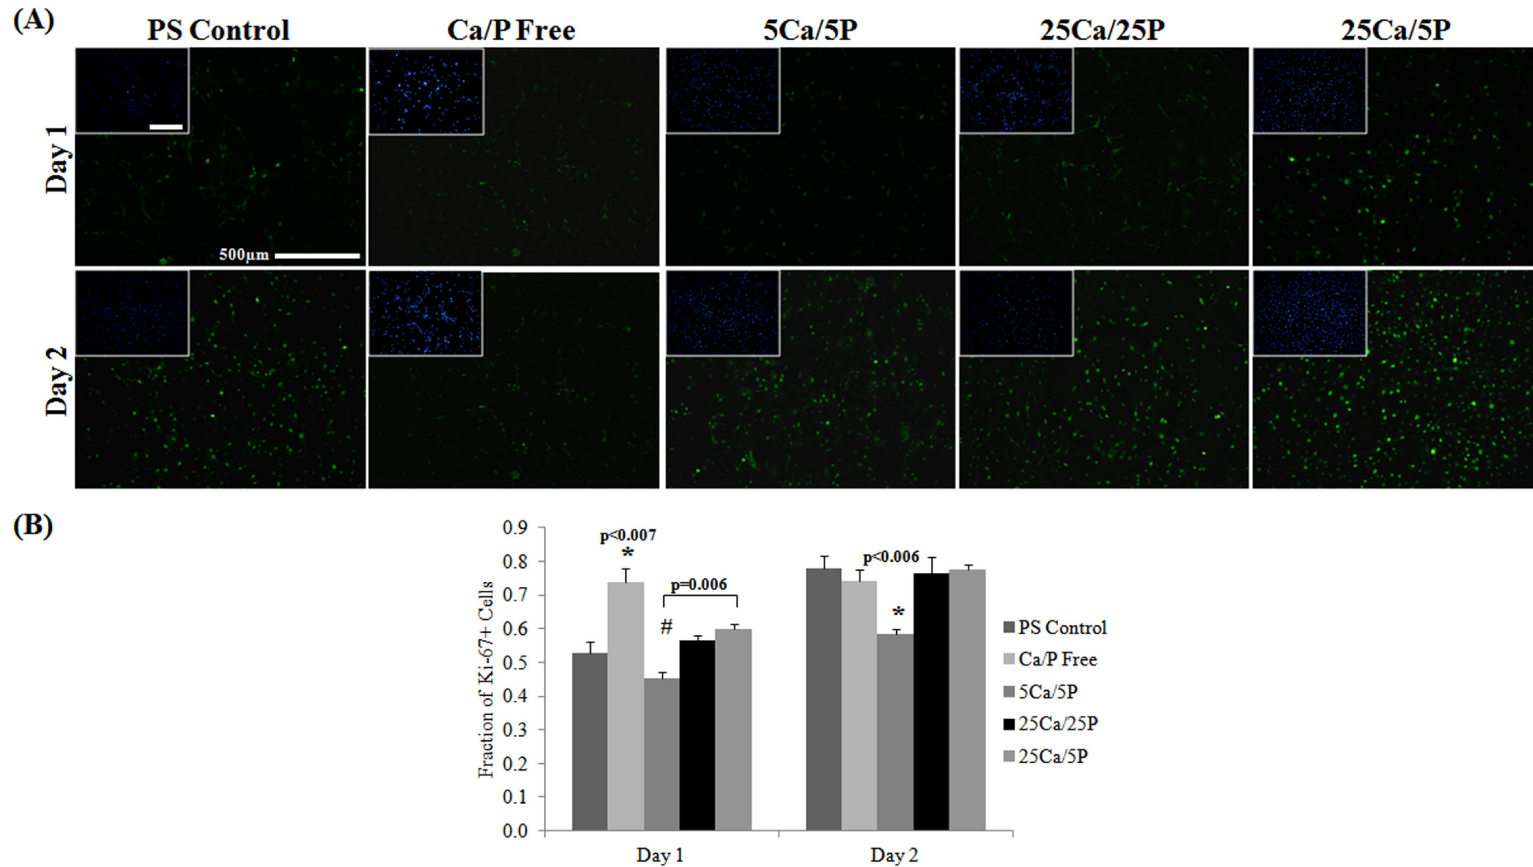 (A)
PS Control
Ca/P Free
5Ca/5P
25Ca/25P
25Ca/5P
Day 1
500µm
Day 2
(B)
Fraction of Ki-67+ Cells
0.9
0.8
0.7
0.6
0.5
0.4
0.3
0.2
0.1
0.0
p<0.007
*
p=0.006
#
p<0.006
*
Day 1
Day 2
PS Control
Ca/P Free
5Ca/5P
25Ca/25P
25Ca/5P